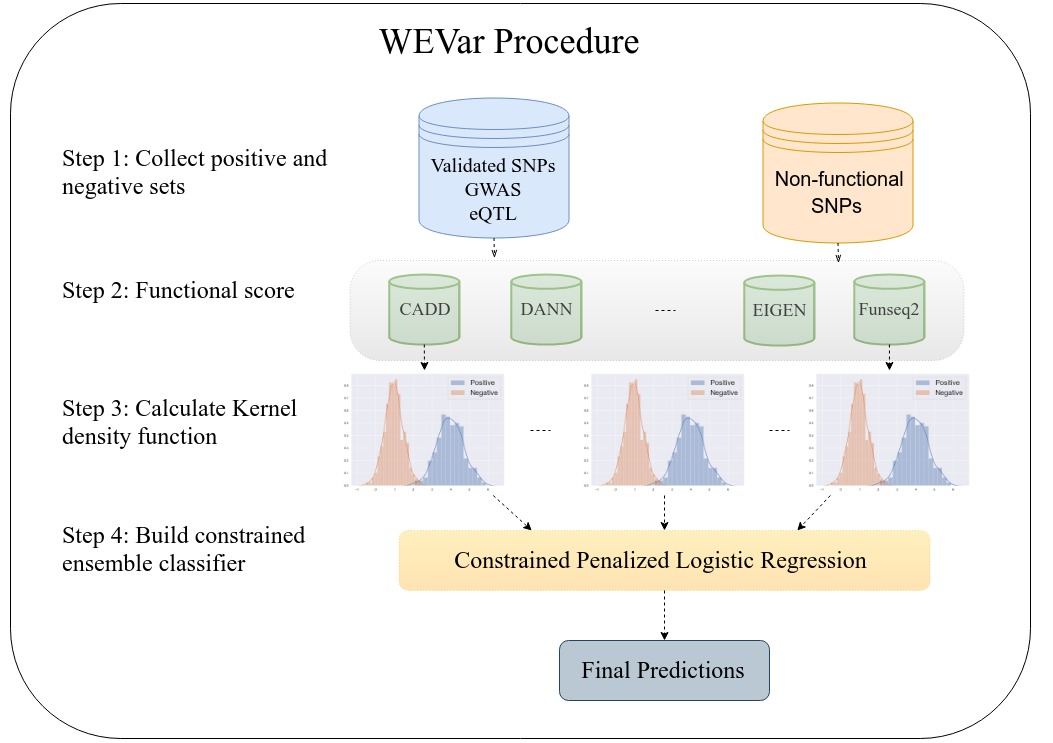 WEVar Procedure
Step 1: Collect positive and
negative sets
Validated SNPs
GWAS
eQTL
Non-functional
SNPs
Step 2: Functional score
CADD
DANN
EIGEN
Funseq2
Step 3: Calculate Kernel
density function
Positive
Negative
Positive
Negative
Positive
Negative
Step 4: Build constrained
ensemble classifier
Constrained Penalized Logistic Regression
Final Predictions